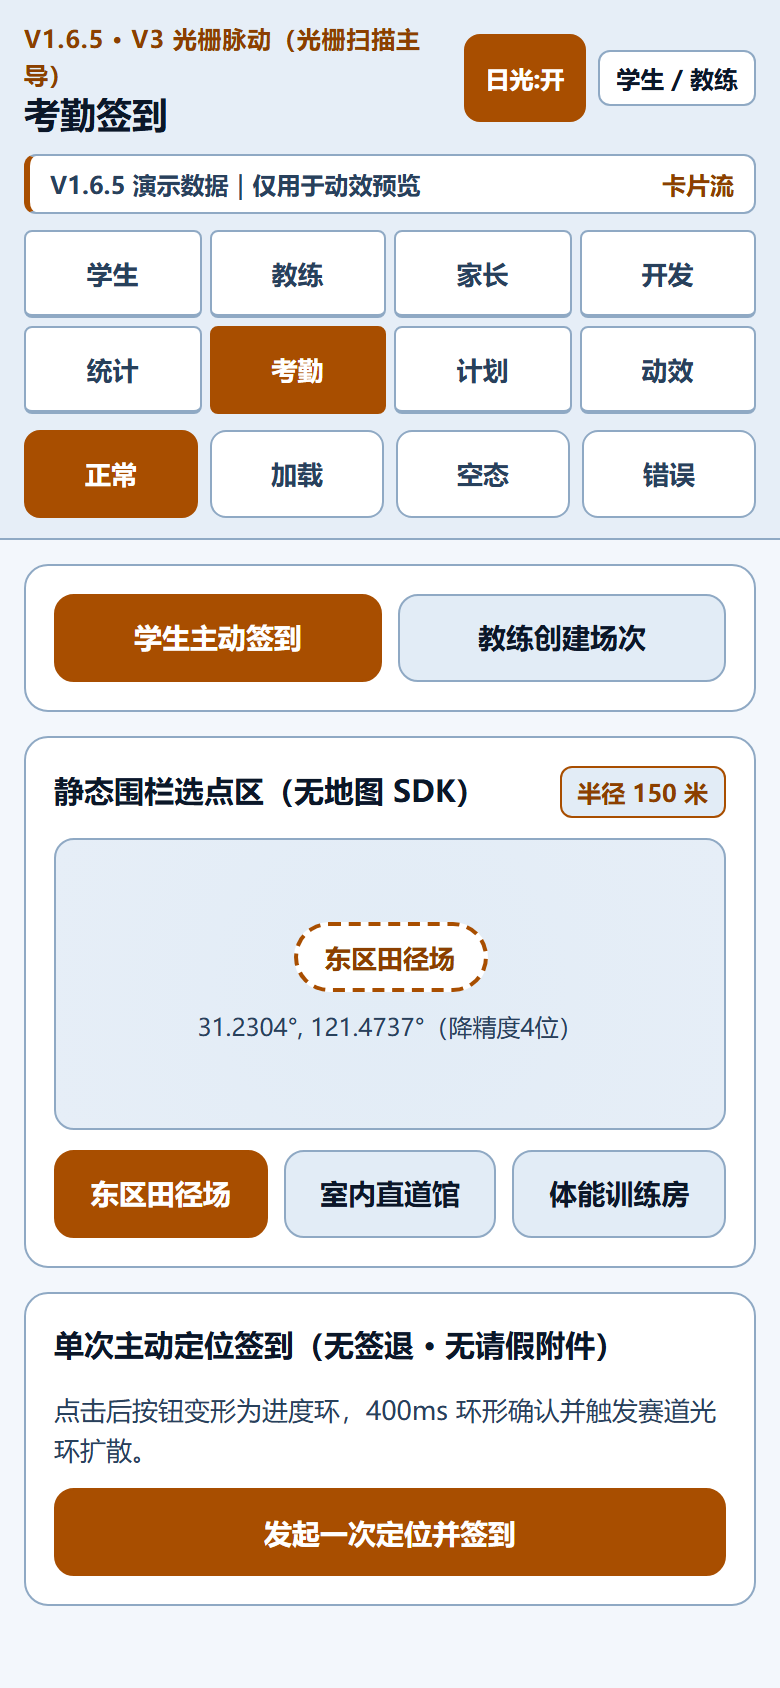 V1.6.5 • V3 光栅脉动（光栅扫描主
导）
考勤签到
日光:开
学生 / 教练
V1.6.5 演示数据｜仅用于动效预览
卡片流
学生
教练
家长
开发
统计
考勤
计划
动效
正常
加载
空态
错误
学生主动签到
教练创建场次
静态围栏选点区（无地图 SDK）
半径 150 米
东区田径场
31.2304°, 121.4737°（降精度4位）
东区田径场
室内直道馆
体能训练房
单次主动定位签到（无签退 • 无请假附件）
点击后按钮变形为进度环，400ms 环形确认并触发赛道光
环扩散。
发起一次定位并签到